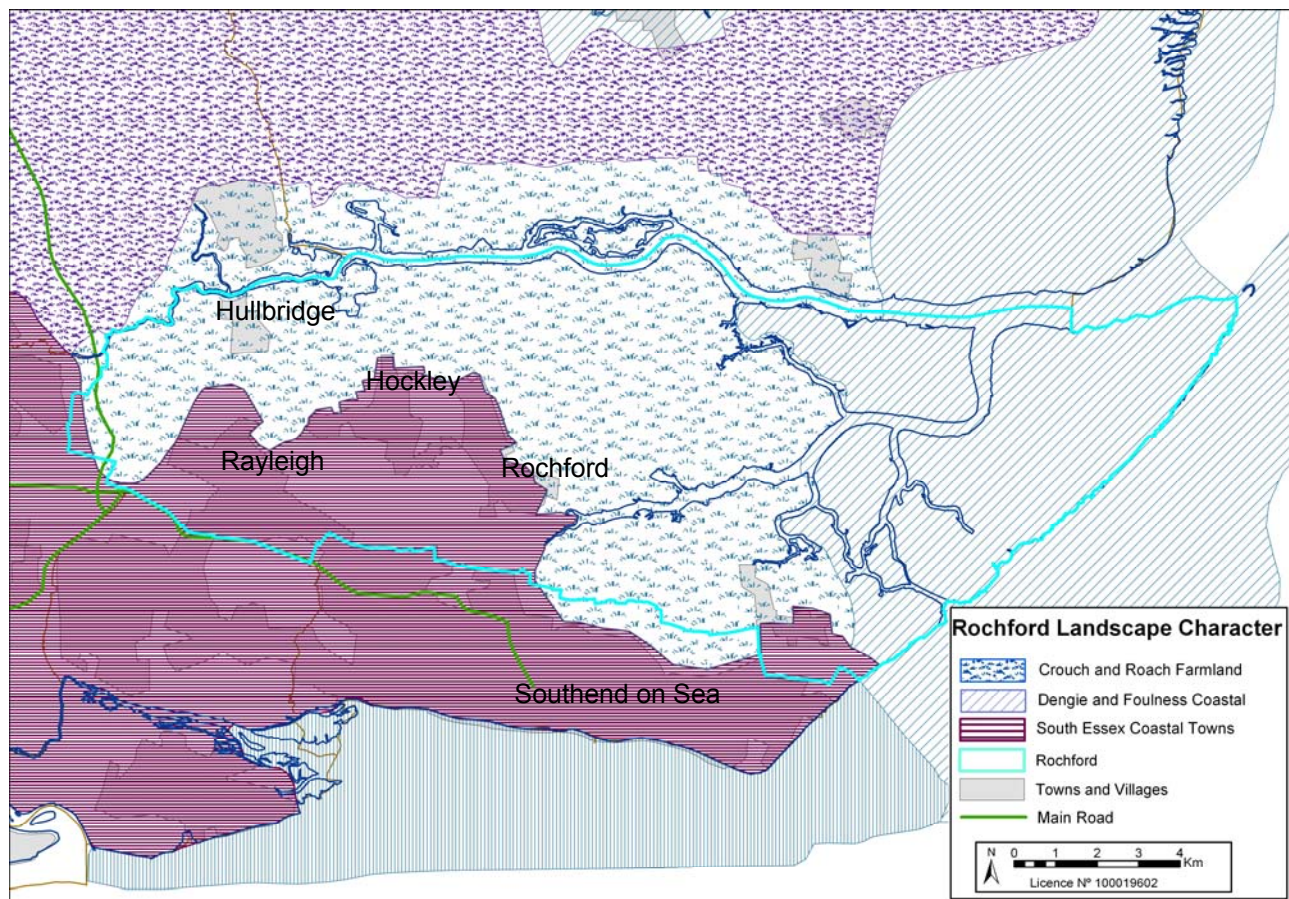 Hullbridge
Hockley
Rayleigh
Rochford
Southend on Sea
Rochford Landscape Character
Crouch and Roach Farmland
Dengie and Foulness Coastal
South Essex Coastal Towns
Rochford
Towns and Villages
Main Road
N
0 1 2 3 4
Km
Licence Nº 100019602